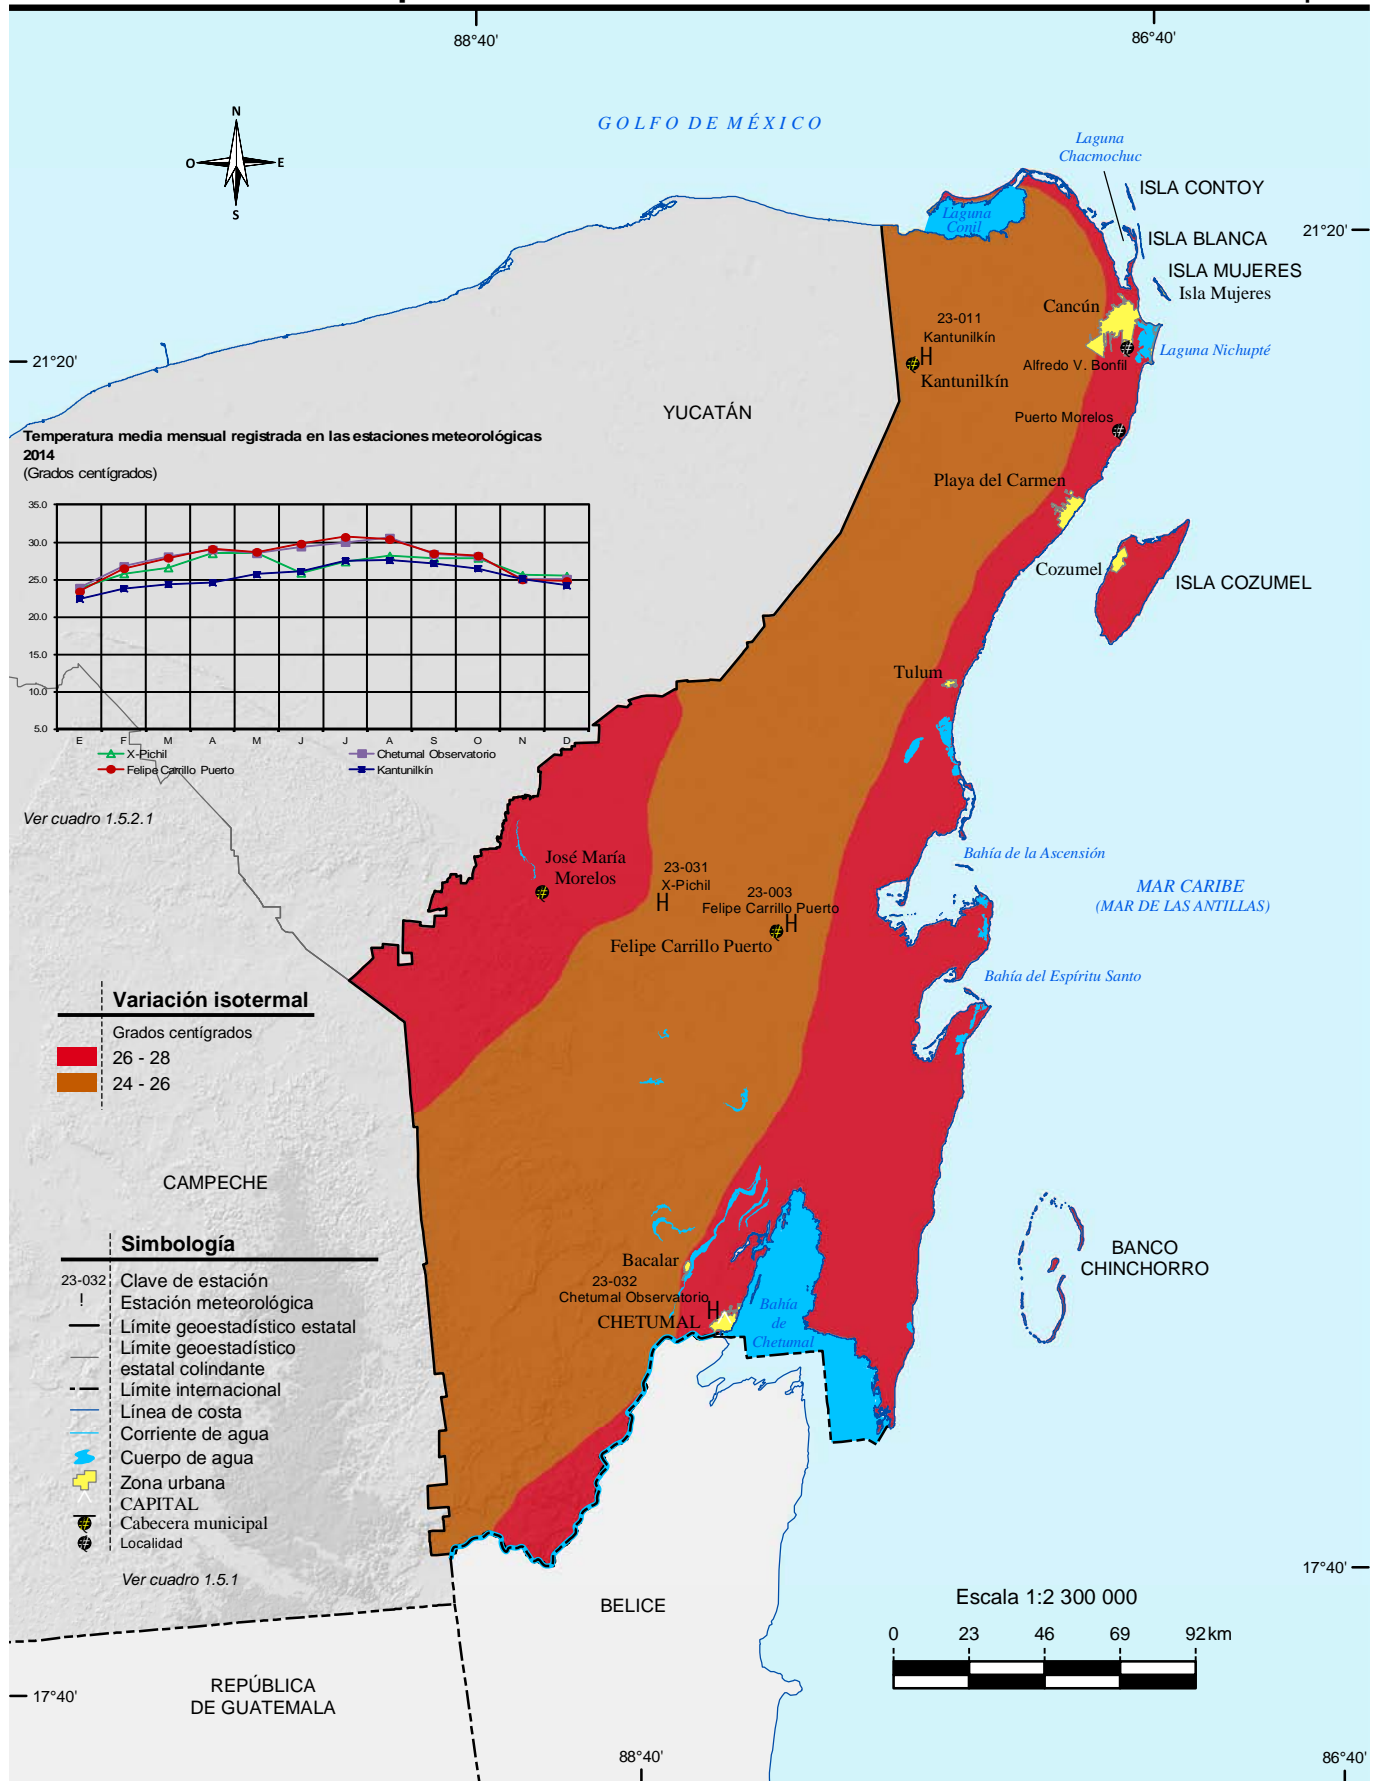 88°40'
86°40'
N
O
E
S
GOLFO DE MÉXICO
Laguna
Chacmochuc
ISLA CONTOY
Laguna
Conil
21°20'
ISLA BLANCA
ISLA MUJERES
Isla Mujeres
Cancún
23-011
Kantunilkín
H
Kantunilkín
Laguna Nichupté
Alfredo V. Bonfil
21°20'
YUCATÁN
Puerto Morelos
Playa del Carmen
Cozumel
ISLA COZUMEL
Tulum
Temperatura media mensual registrada en las estaciones meteorológicas
2014
(Grados centígrados)
35.0
30.0
25.0
20.0
15.0
10.0
5.0
E F M A M J J A S O N D
X-Pichil
Chetumal Observatorio
Felipe Carrillo Puerto
Kantunilkín
Ver cuadro 1.5.2.1
José María
Morelos
23-031
X-Pichil
H
23-003
Felipe Carrillo Puerto
H
Felipe Carrillo Puerto
Bahía de la Ascensión
MAR CARIBE
(MAR DE LAS ANTILLAS)
Bahía del Espíritu Santo
Variación isotermal
Grados centígrados
26 - 28
24 - 26
CAMPECHE
BANCO
CHINCHORRO
Bacalar
23-032
Chetumal Observatorio
H
CHETUMAL
Bahía
de
Chetumal
Simbología
23-032 Clave de estación
! Estación meteorológica
Límite geoestadístico estatal
Límite geoestadístico
estatal colindante
Límite internacional
Línea de costa
Corriente de agua
Cuerpo de agua
Zona urbana
CAPITAL
Cabecera municipal
Localidad
Ver cuadro 1.5.1
17°40'
BELICE
Escala 1:2 300 000
0 23 46 69 92 km
REPÚBLICA
DE GUATEMALA
17°40'
88°40'
86°40'